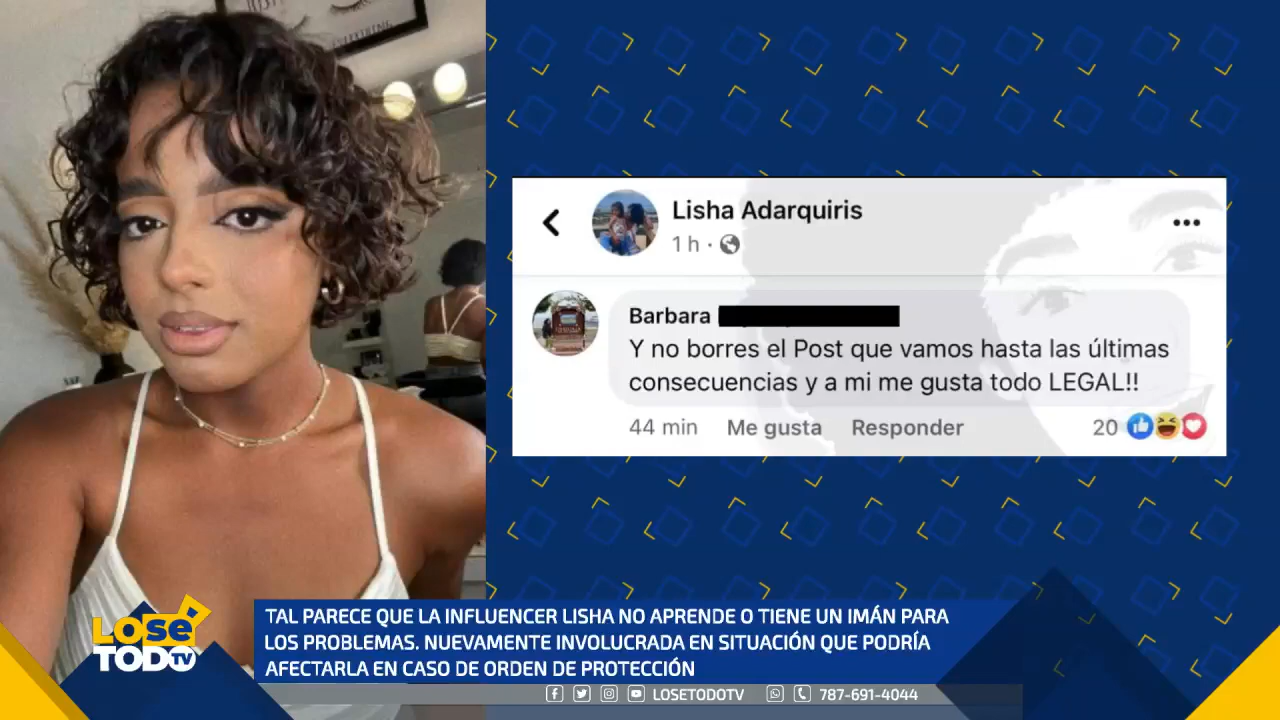 Lisha Adarquiris
1 h ·
Barbara
Y no borres el Post que vamos hasta las últimas
consecuencias y a mi me gusta todo LEGAL!!
44 min Me gusta Responder 20
LO sé
TODO TV
TAL PARECE QUE LA INFLUENCER LISHA NO APRENDE O TIENE UN IMÁN PARA
LOS PROBLEMAS. NUEVAMENTE INVOLUCRADA EN SITUACIÓN QUE PODRÍA
AFECTARLA EN CASO DE ORDEN DE PROTECCIÓN
LOSETODOTV 787-691-4044